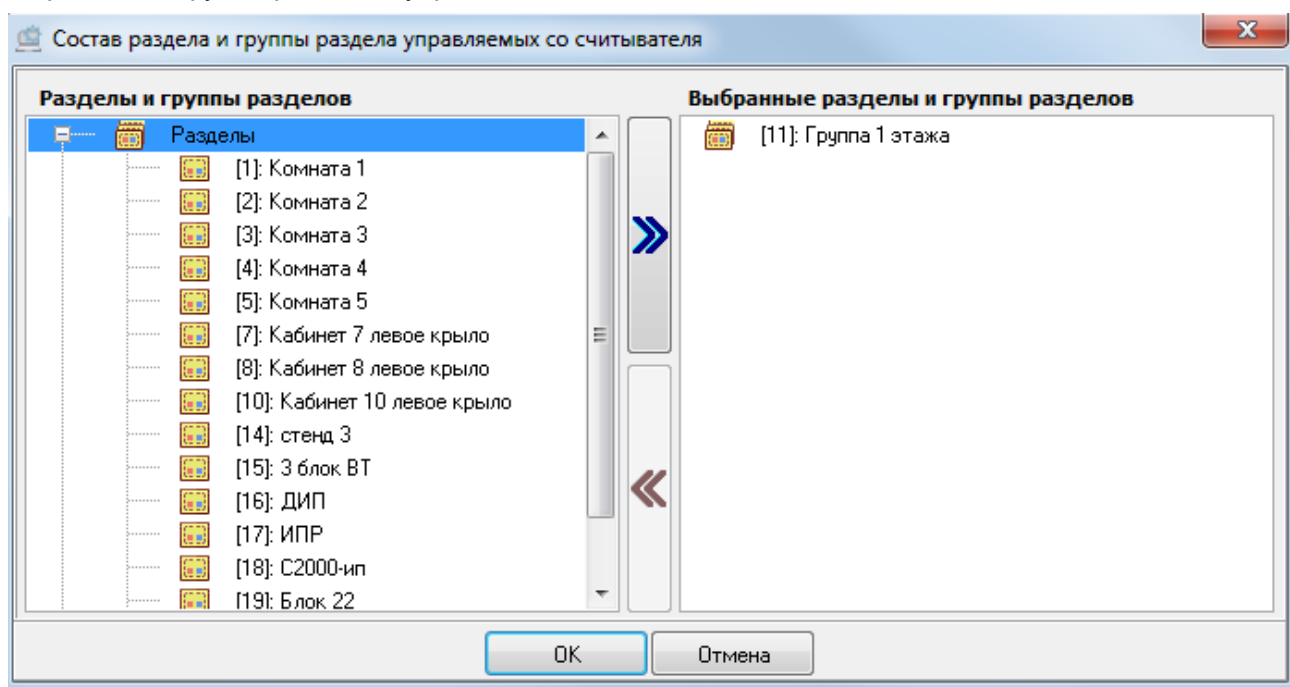 Состав раздела и группы раздела управляемых со считывателя
Разделы и группы разделов
Разделы
[1]: Комната 1
[2]: Комната 2
[3]: Комната 3
[4]: Комната 4
[5]: Комната 5
[7]: Кабинет 7 левое крыло
[8]: Кабинет 8 левое крыло
[10]: Кабинет 10 левое крыло
[14]: стенд 3
[15]: 3 блок ВТ
[16]: ДИП
[17]: ИПР
[18]: С2000-ип
[19]: Блок 22
Выбранные разделы и группы разделов
[11]: Группа 1 этажа
OK
Отмена